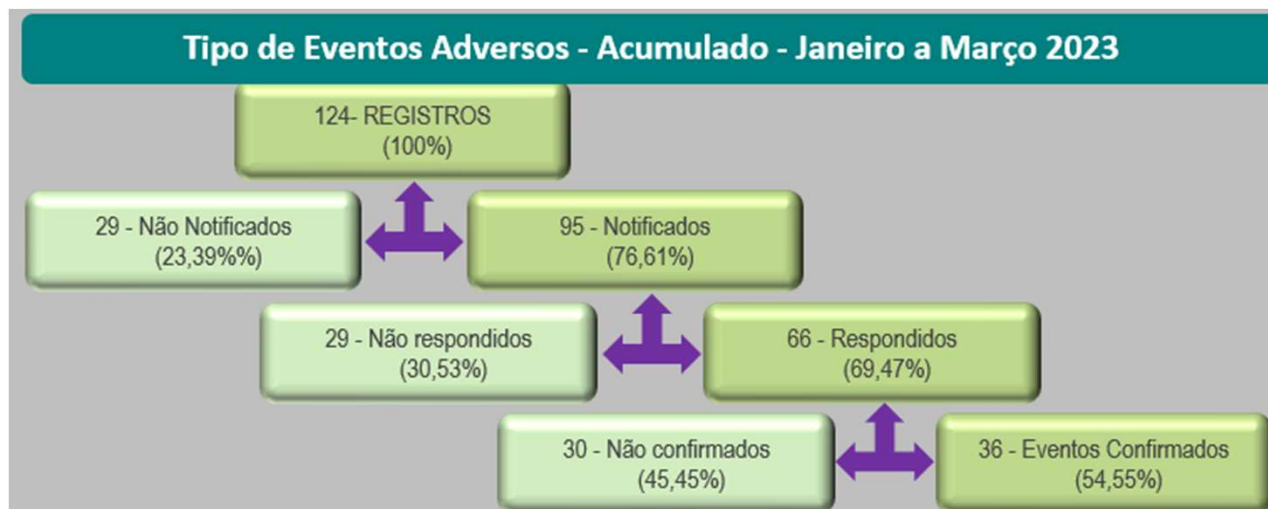 Tipo de Eventos Adversos - Acumulado - Janeiro a Março 2023
124- REGISTROS
(100%)
29 - Não Notificados
(23,39%%)
95 - Notificados
(76,61%)
29 - Não respondidos
(30,53%)
66 - Respondidos
(69,47%)
30 - Não confirmados
(45,45%)
36 - Eventos Confirmados
(54,55%)